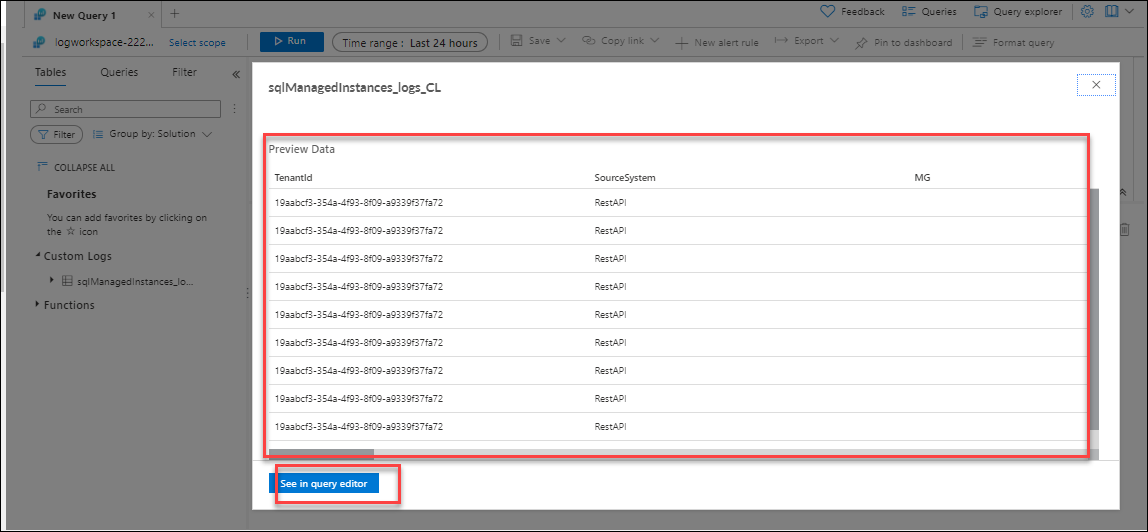 New Query 1
Feedback
Queries
Query explorer
logworkspace-222...
Select scope
Run
Time range : Last 24 hours
Save
Copy link
New alert rule
Export
Pin to dashboard
Format query
Tables
Queries
Filter
Search
Filter
Group by: Solution
COLLAPSE ALL
Favorites
You can add favorites by clicking on
the ☆ icon
Custom Logs
sqlManagedInstances_lo...
Functions
sqlManagedInstances_logs_CL
Preview Data
TenantId SourceSystem MG
19aabcf3-354a-4f93-8f09-a9339f37fa72 RestAPI
19aabcf3-354a-4f93-8f09-a9339f37fa72 RestAPI
19aabcf3-354a-4f93-8f09-a9339f37fa72 RestAPI
19aabcf3-354a-4f93-8f09-a9339f37fa72 RestAPI
19aabcf3-354a-4f93-8f09-a9339f37fa72 RestAPI
19aabcf3-354a-4f93-8f09-a9339f37fa72 RestAPI
19aabcf3-354a-4f93-8f09-a9339f37fa72 RestAPI
19aabcf3-354a-4f93-8f09-a9339f37fa72 RestAPI
19aabcf3-354a-4f93-8f09-a9339f37fa72 RestAPI
See in query editor